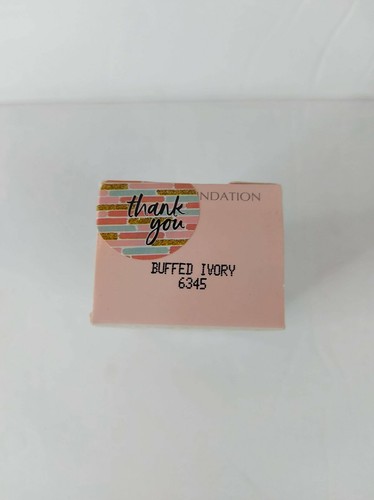 thank
you
NDATION
BUFFED IVORY
6345